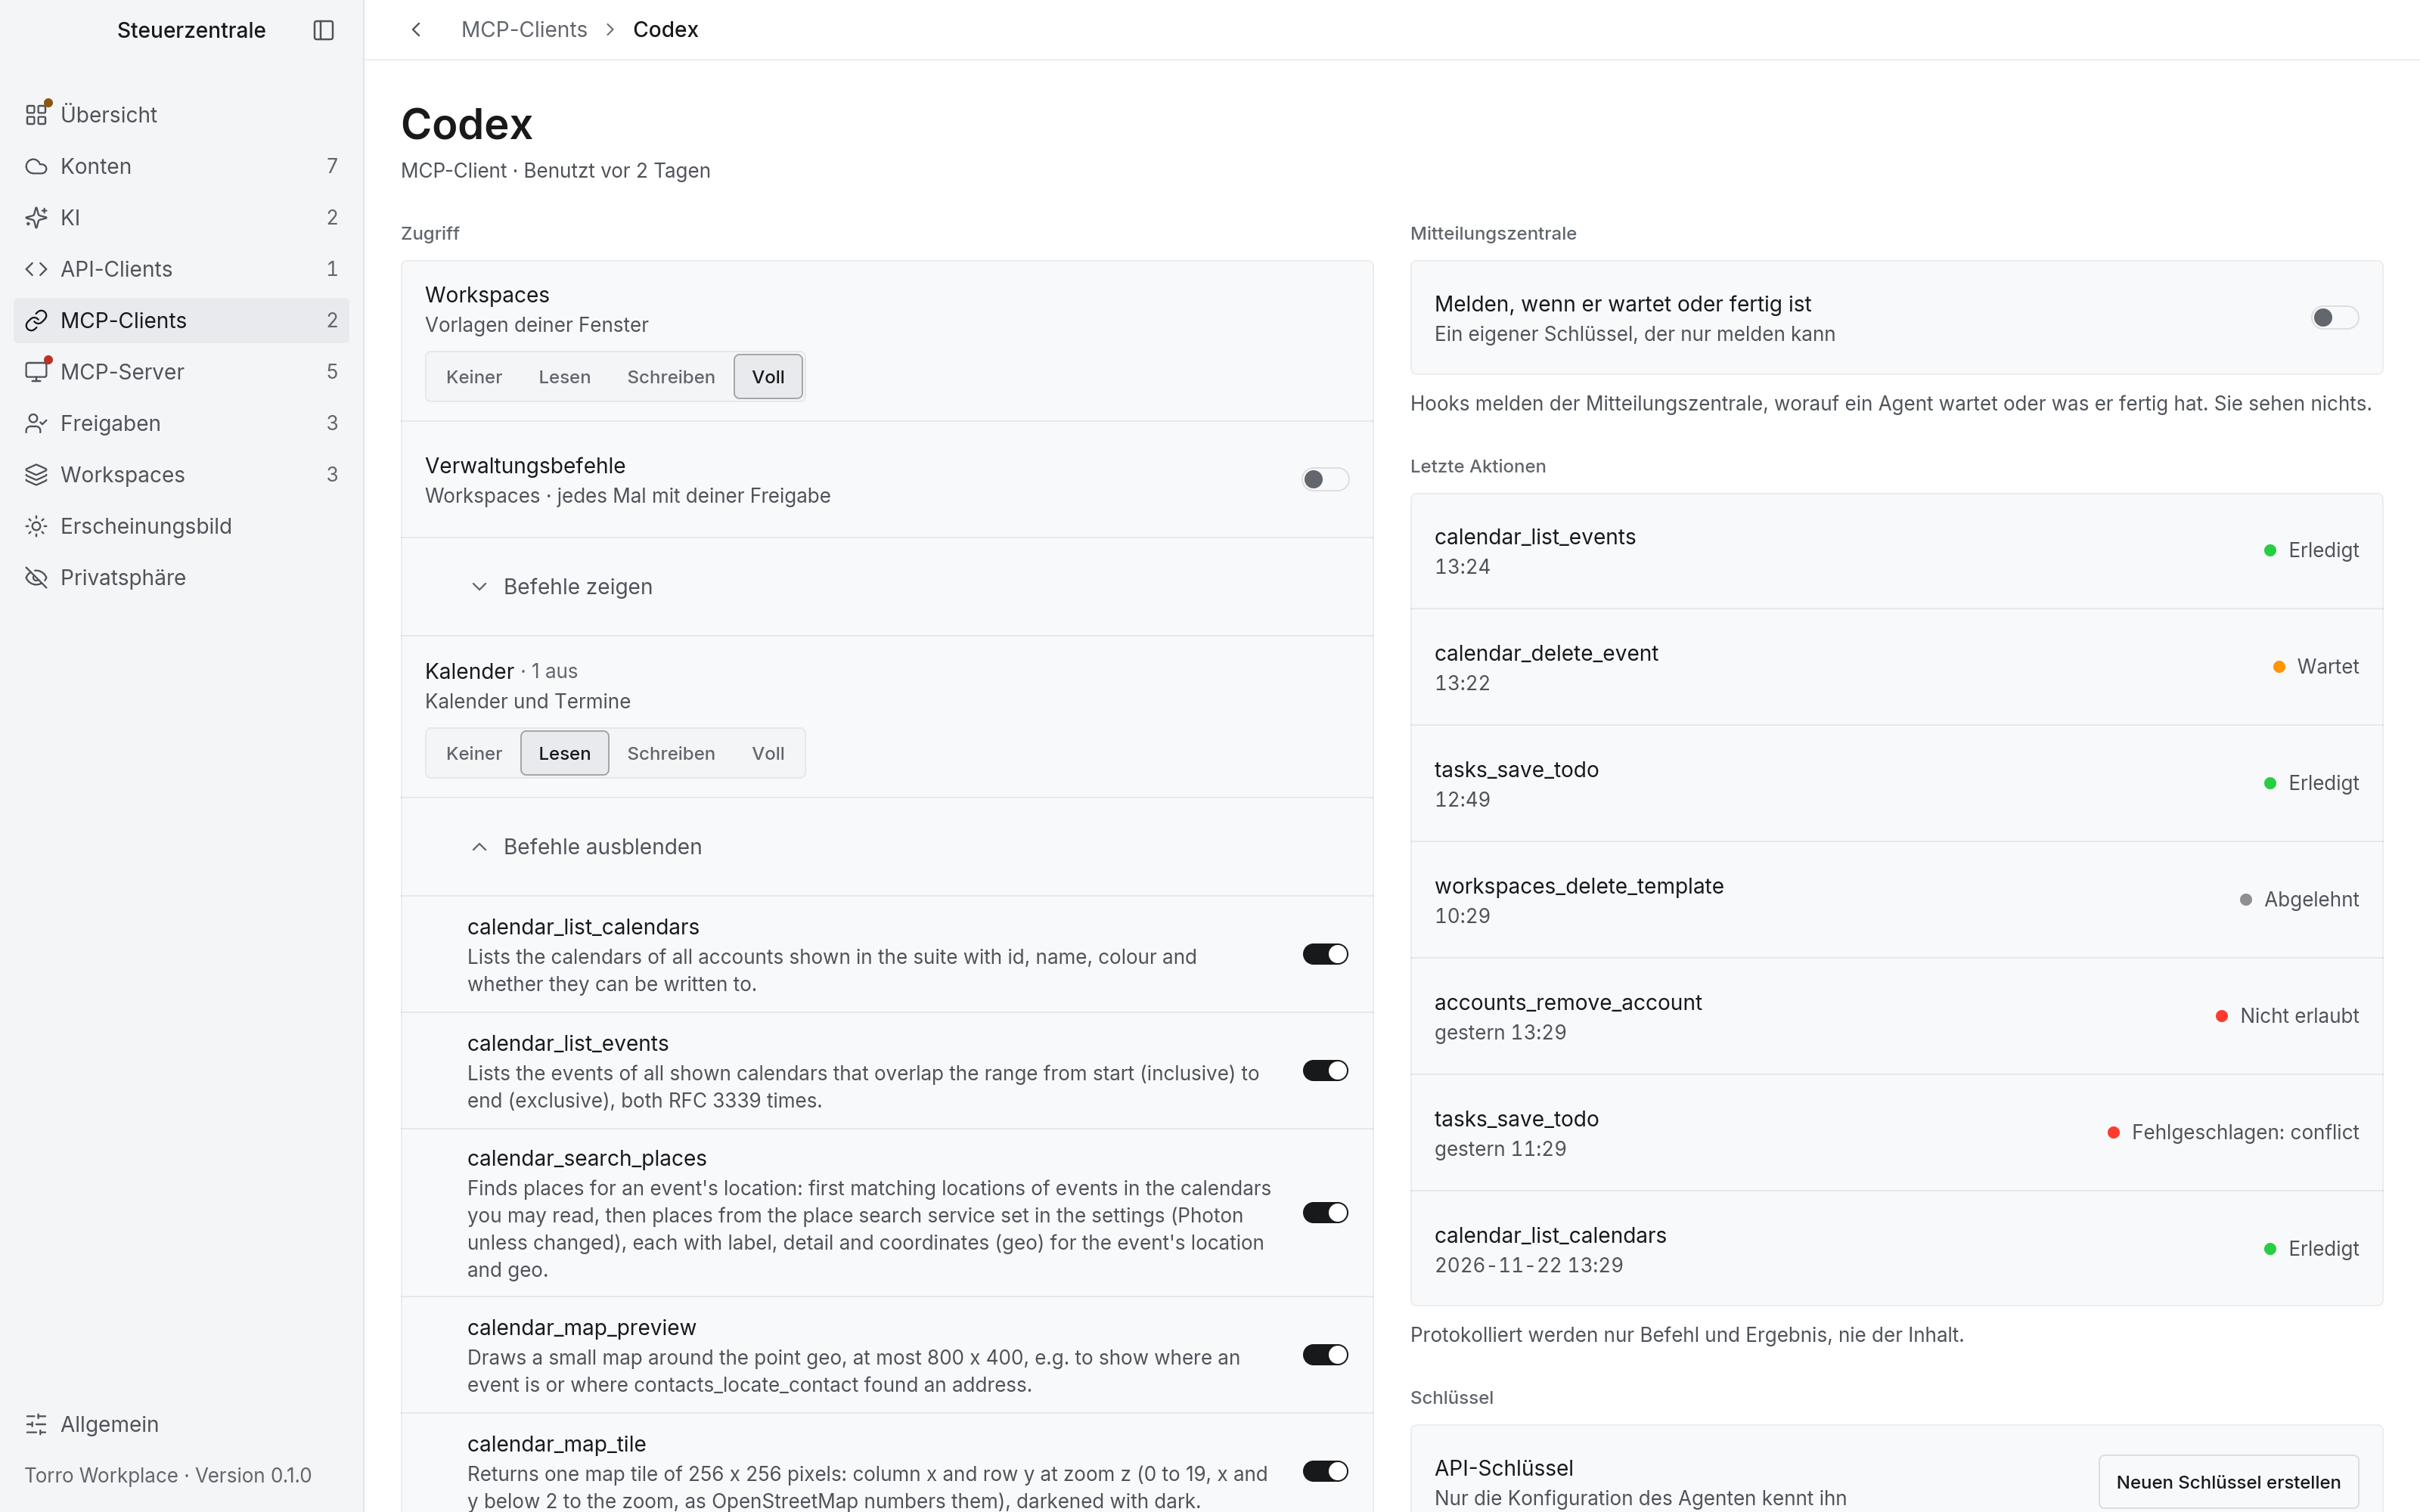 Steuerzentrale
Übersicht
Konten 7
KI 2
API-Clients 1
MCP-Clients 2
MCP-Server 5
Freigaben 3
Workspaces 3
Erscheinungsbild
Privatsphäre
Allgemein
Torro Workplace · Version 0.1.0
MCP-Clients > Codex
Codex
MCP-Client · Benutzt vor 2 Tagen
Zugriff
Workspaces
Vorlagen deiner Fenster
Keiner Lesen Schreiben Voll
Verwaltungsbefehle
Workspaces · jedes Mal mit deiner Freigabe
Befehle zeigen
Kalender · 1 aus
Kalender und Termine
Keiner Lesen Schreiben Voll
Befehle ausblenden
calendar_list_calendars
Lists the calendars of all accounts shown in the suite with id, name, colour and
whether they can be written to.
calendar_list_events
Lists the events of all shown calendars that overlap the range from start (inclusive) to
end (exclusive), both RFC 3339 times.
calendar_search_places
Finds places for an event's location: first matching locations of events in the calendars
you may read, then places from the place search service set in the settings (Photon
unless changed), each with label, detail and coordinates (geo) for the event's location
and geo.
calendar_map_preview
Draws a small map around the point geo, at most 800 x 400, e.g. to show where an
event is or where contacts_locate_contact found an address.
calendar_map_tile
Returns one map tile of 256 x 256 pixels: column x and row y at zoom z (0 to 19, x and
y below 2 to the zoom, as OpenStreetMap numbers them), darkened with dark.
Mitteilungszentrale
Melden, wenn er wartet oder fertig ist
Ein eigener Schlüssel, der nur melden kann
Hooks melden der Mitteilungszentrale, worauf ein Agent wartet oder was er fertig hat. Sie sehen nichts.
Letzte Aktionen
calendar_list_events
13:24
Erledigt
calendar_delete_event
13:22
Wartet
tasks_save_todo
12:49
Erledigt
workspaces_delete_template
10:29
Abgelehnt
accounts_remove_account
gestern 13:29
Nicht erlaubt
tasks_save_todo
gestern 11:29
Fehlgeschlagen: conflict
calendar_list_calendars
2026-11-22 13:29
Erledigt
Protokolliert werden nur Befehl und Ergebnis, nie der Inhalt.
Schlüssel
API-Schlüssel
Nur die Konfiguration des Agenten kennt ihn
Neuen Schlüssel erstellen